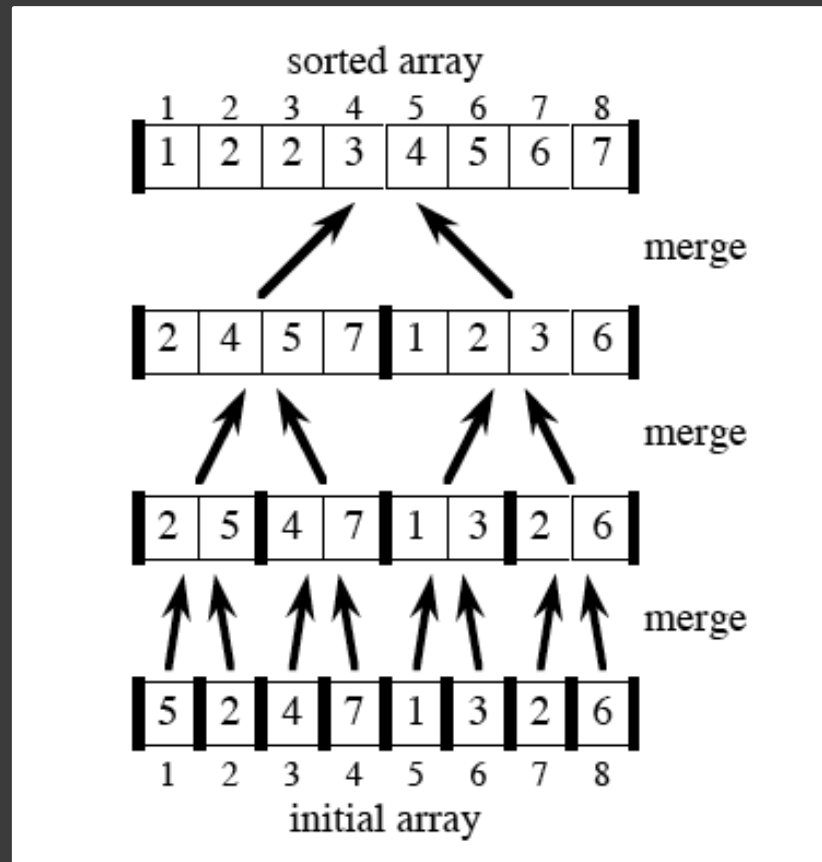 sorted array
1 2 3 4 5 6 7 8
1 2 2 3 4 5 6 7
merge
2 4 5 7 1 2 3 6
merge
2 5 4 7 1 3 2 6
merge
5 2 4 7 1 3 2 6
1 2 3 4 5 6 7 8
initial array